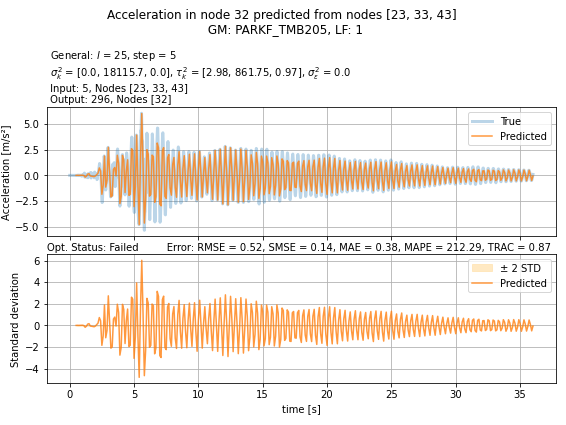 Acceleration in node 32 predicted from nodes [23, 33, 43]
GM: PARKF_TMB205, LF: 1
General: l = 25, step = 5
σ²ₖ = [0.0, 18115.7, 0.0], τ²ₖ = [2.98, 861.75, 0.97], σ²ε = 0.0
Input: 5, Nodes [23, 33, 43]
Output: 296, Nodes [32]
Acceleration [m/s²]
5.0
2.5
0.0
−2.5
−5.0
True
Predicted
Opt. Status: Failed
Error: RMSE = 0.52, SMSE = 0.14, MAE = 0.38, MAPE = 212.29, TRAC = 0.87
Standard deviation
6
4
2
0
−2
−4
± 2 STD
Predicted
0 5 10 15 20 25 30 35
time [s]